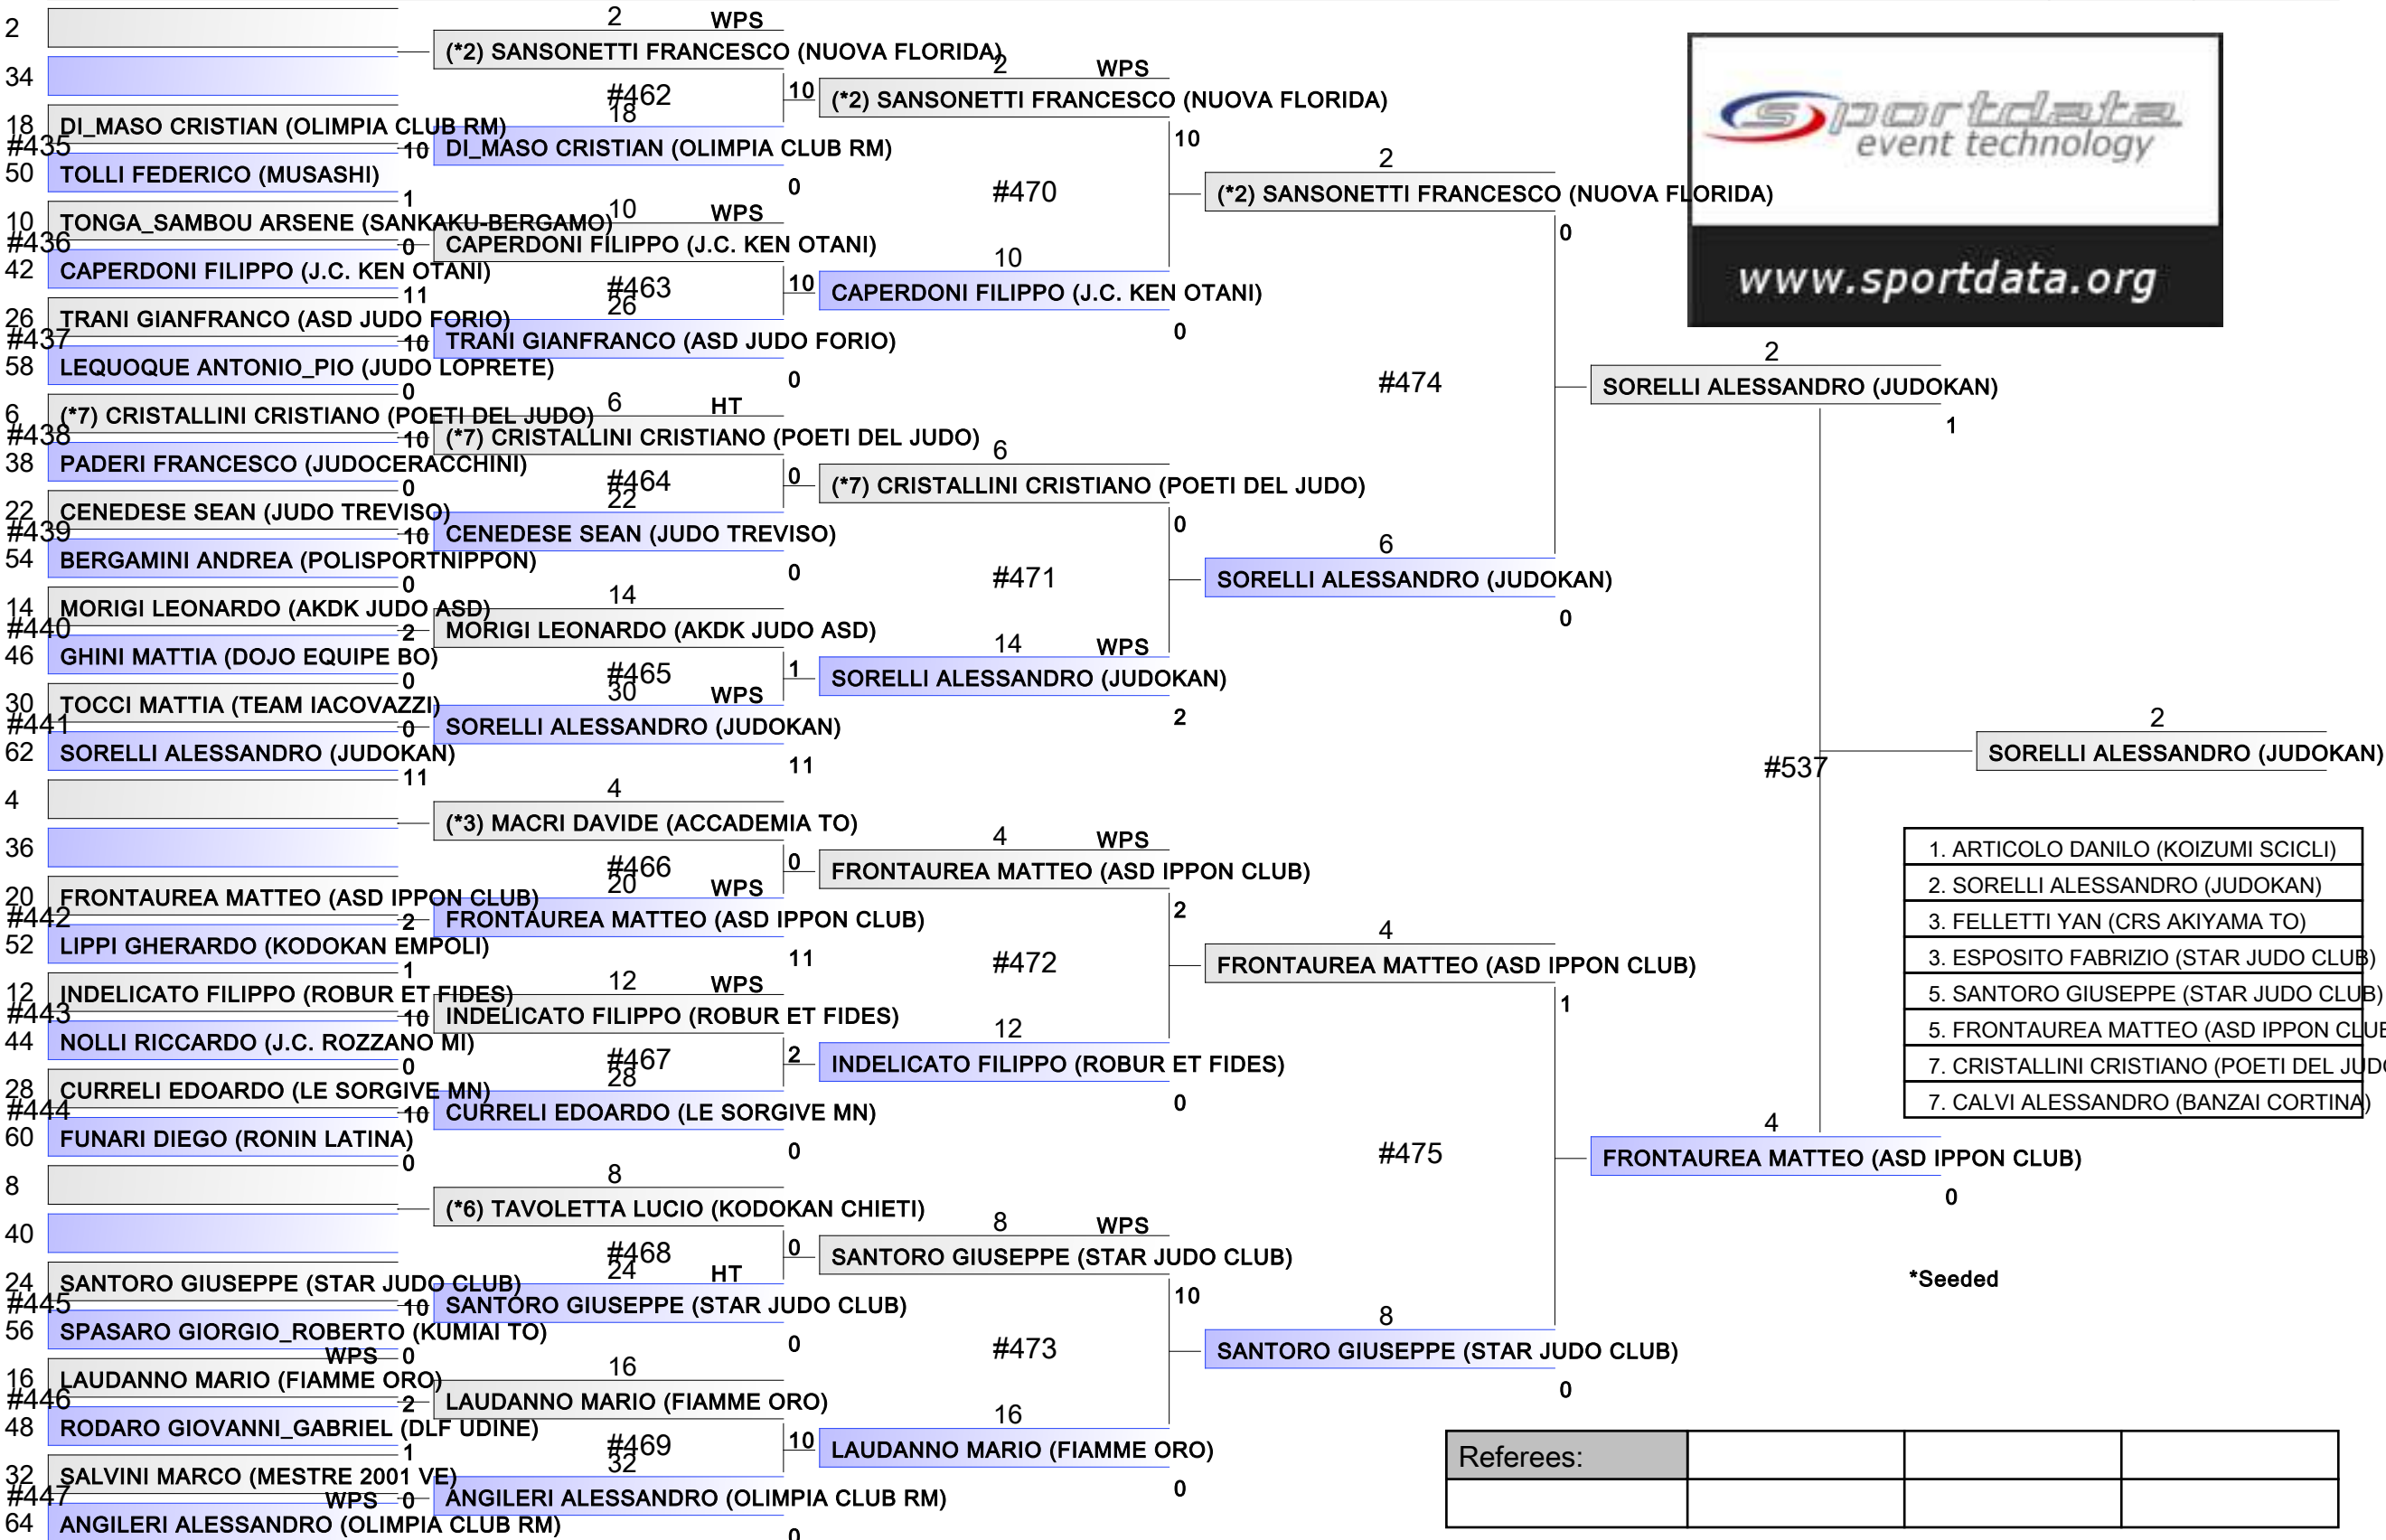 2
34
18 DI_MASO CRISTIAN (OLIMPIA CLUB RM)
#435 10
50 TOLLI FEDERICO (MUSASHI)
1
10 TONGA_SAMBOU ARSENE (SANKAKU-BERGAMO)
#436 0
42 CAPERDONI FILIPPO (J.C. KEN OTANI)
11
26 TRANI GIANFRANCO (ASD JUDO FORIO)
#437 10
58 LEQUOQUE ANTONIO_PIO (JUDO LOPRETE)
0
6 (*7) CRISTALLINI CRISTIANO (POETI DEL JUDO)
#438 10
38 PADERI FRANCESCO (JUDOCERACCHINI)
0
22 CENEDESE SEAN (JUDO TREVISO)
#439 10
54 BERGAMINI ANDREA (POLISPORTNIPPON)
0
14 MORIGI LEONARDO (AKDK JUDO ASD)
#440 2
46 GHINI MATTIA (DOJO EQUIPE BO)
0
30 TOCCI MATTIA (TEAM IACOVAZZI)
#441 0
62 SORELLI ALESSANDRO (JUDOKAN)
11
4
36
20 FRONTAUREA MATTEO (ASD IPPON CLUB)
#442 2
52 LIPPI GHERARDO (KODOKAN EMPOLI)
1
12 INDELICATO FILIPPO (ROBUR ET FIDES)
#443 10
44 NOLLI RICCARDO (J.C. ROZZANO MI)
0
28 CURRELI EDOARDO (LE SORGIVE MN)
#444 10
60 FUNARI DIEGO (RONIN LATINA)
0
8
40
24 SANTORO GIUSEPPE (STAR JUDO CLUB)
#445 10
56 SPASARO GIORGIO_ROBERTO (KUMIAI TO)
WPS 0
16 LAUDANNO MARIO (FIAMME ORO)
#446 2
48 RODARO GIOVANNI_GABRIEL (DLF UDINE)
1
32 SALVINI MARCO (MESTRE 2001 VE)
#447 WPS 0
64 ANGILERI ALESSANDRO (OLIMPIA CLUB RM)
2 WPS
(*2) SANSONETTI FRANCESCO (NUOVA FLORIDA)
#462 10
18
DI_MASO CRISTIAN (OLIMPIA CLUB RM)
0
10 WPS
CAPERDONI FILIPPO (J.C. KEN OTANI)
#463 10
26
TRANI GIANFRANCO (ASD JUDO FORIO)
0
6 HT
(*7) CRISTALLINI CRISTIANO (POETI DEL JUDO)
#464 0
22
CENEDESE SEAN (JUDO TREVISO)
0
14
MORIGI LEONARDO (AKDK JUDO ASD)
#465 1
30 WPS
SORELLI ALESSANDRO (JUDOKAN)
11
4
(*3) MACRI DAVIDE (ACCADEMIA TO)
#466 0
20 WPS
FRONTAUREA MATTEO (ASD IPPON CLUB)
11
12 WPS
INDELICATO FILIPPO (ROBUR ET FIDES)
#467 2
28
CURRELI EDOARDO (LE SORGIVE MN)
0
8
(*6) TAVOLETTA LUCIO (KODOKAN CHIETI)
#468 0
24 HT
SANTORO GIUSEPPE (STAR JUDO CLUB)
0
16
LAUDANNO MARIO (FIAMME ORO)
#469 10
32
ANGILERI ALESSANDRO (OLIMPIA CLUB RM)
0
2 WPS
(*2) SANSONETTI FRANCESCO (NUOVA FLORIDA)
10
#470
10
CAPERDONI FILIPPO (J.C. KEN OTANI)
0
6
(*7) CRISTALLINI CRISTIANO (POETI DEL JUDO)
0
#471
14 WPS
SORELLI ALESSANDRO (JUDOKAN)
2
4 WPS
FRONTAUREA MATTEO (ASD IPPON CLUB)
2
#472
12
INDELICATO FILIPPO (ROBUR ET FIDES)
0
8 WPS
SANTORO GIUSEPPE (STAR JUDO CLUB)
10
#473
16
LAUDANNO MARIO (FIAMME ORO)
0
2
(*2) SANSONETTI FRANCESCO (NUOVA FLORIDA)
0
#474
6
SORELLI ALESSANDRO (JUDOKAN)
0
4
FRONTAUREA MATTEO (ASD IPPON CLUB)
1
#475
8
SANTORO GIUSEPPE (STAR JUDO CLUB)
0
2
SORELLI ALESSANDRO (JUDOKAN)
1
#537
4
FRONTAUREA MATTEO (ASD IPPON CLUB)
0
2
SORELLI ALESSANDRO (JUDOKAN)
sportdata
event technology
www.sportdata.org
1. ARTICOLO DANILO (KOIZUMI SCICLI)
2. SORELLI ALESSANDRO (JUDOKAN)
3. FELLETTI YAN (CRS AKIYAMA TO)
3. ESPOSITO FABRIZIO (STAR JUDO CLUB)
5. SANTORO GIUSEPPE (STAR JUDO CLUB)
5. FRONTAUREA MATTEO (ASD IPPON CLUB
7. CRISTALLINI CRISTIANO (POETI DEL JUDO
7. CALVI ALESSANDRO (BANZAI CORTINA)
*Seeded
Referees: